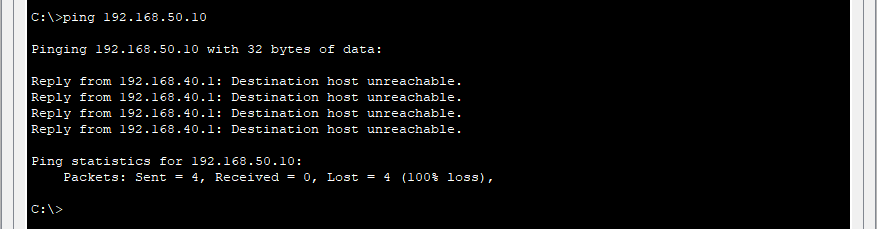 C:\>ping 192.168.50.10
Pinging 192.168.50.10 with 32 bytes of data:
Reply from 192.168.40.1: Destination host unreachable.
Reply from 192.168.40.1: Destination host unreachable.
Reply from 192.168.40.1: Destination host unreachable.
Reply from 192.168.40.1: Destination host unreachable.
Ping statistics for 192.168.50.10:
    Packets: Sent = 4, Received = 0, Lost = 4 (100% loss),
C:\>